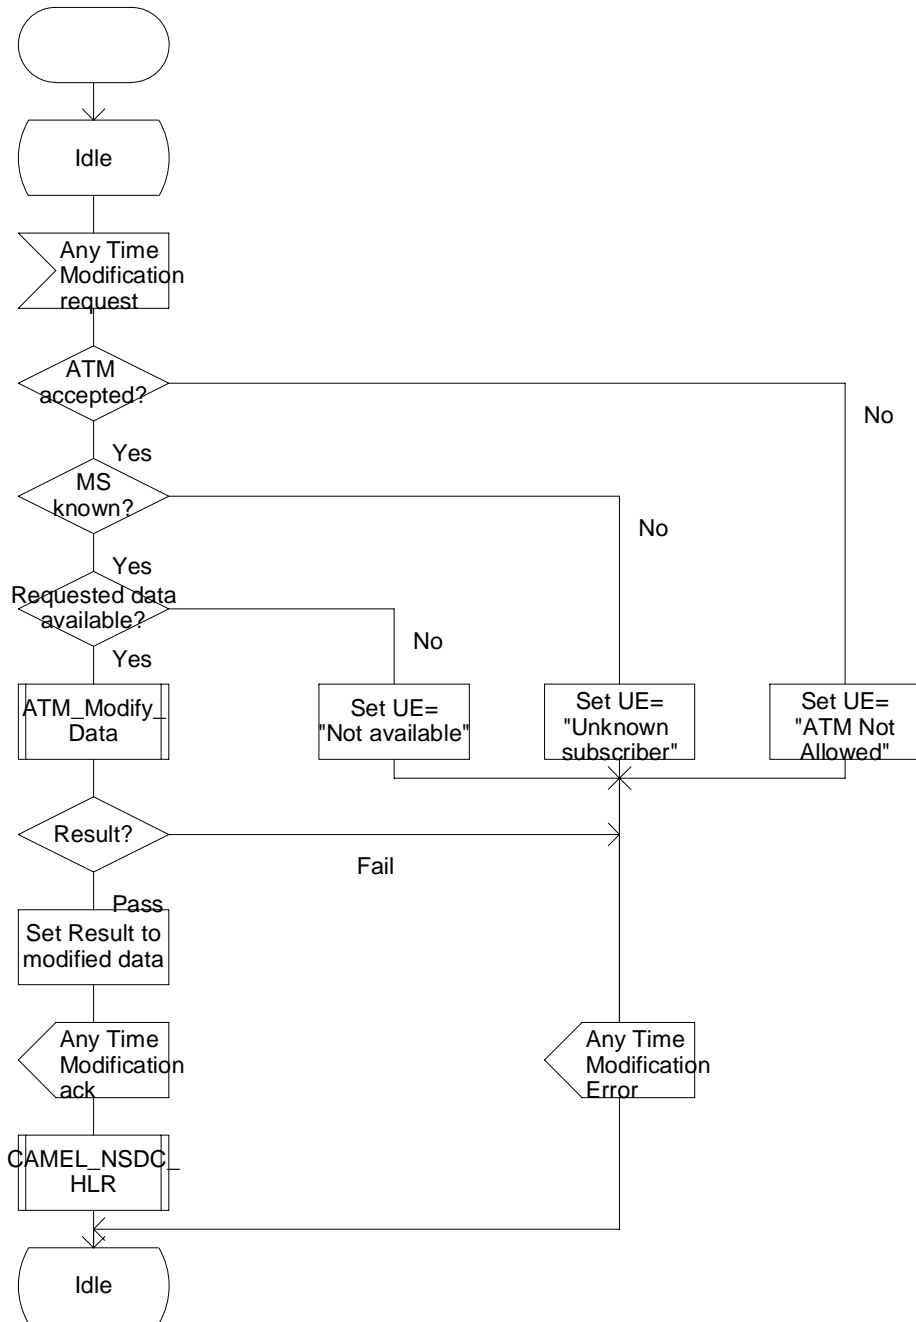 Idle
Any Time
Modification
request
ATM
accepted?
No
Yes
MS
known?
No
Yes
Requested data
available?
No
Yes
ATM_Modify_
Data
Set UE=
"Not available"
Set UE=
"Unknown
subscriber"
Set UE=
"ATM Not
Allowed"
Result?
Fail
Pass
Set Result to
modified data
Any Time
Modification
ack
Any Time
Modification
Error
CAMEL_NSDC_
HLR
Idle